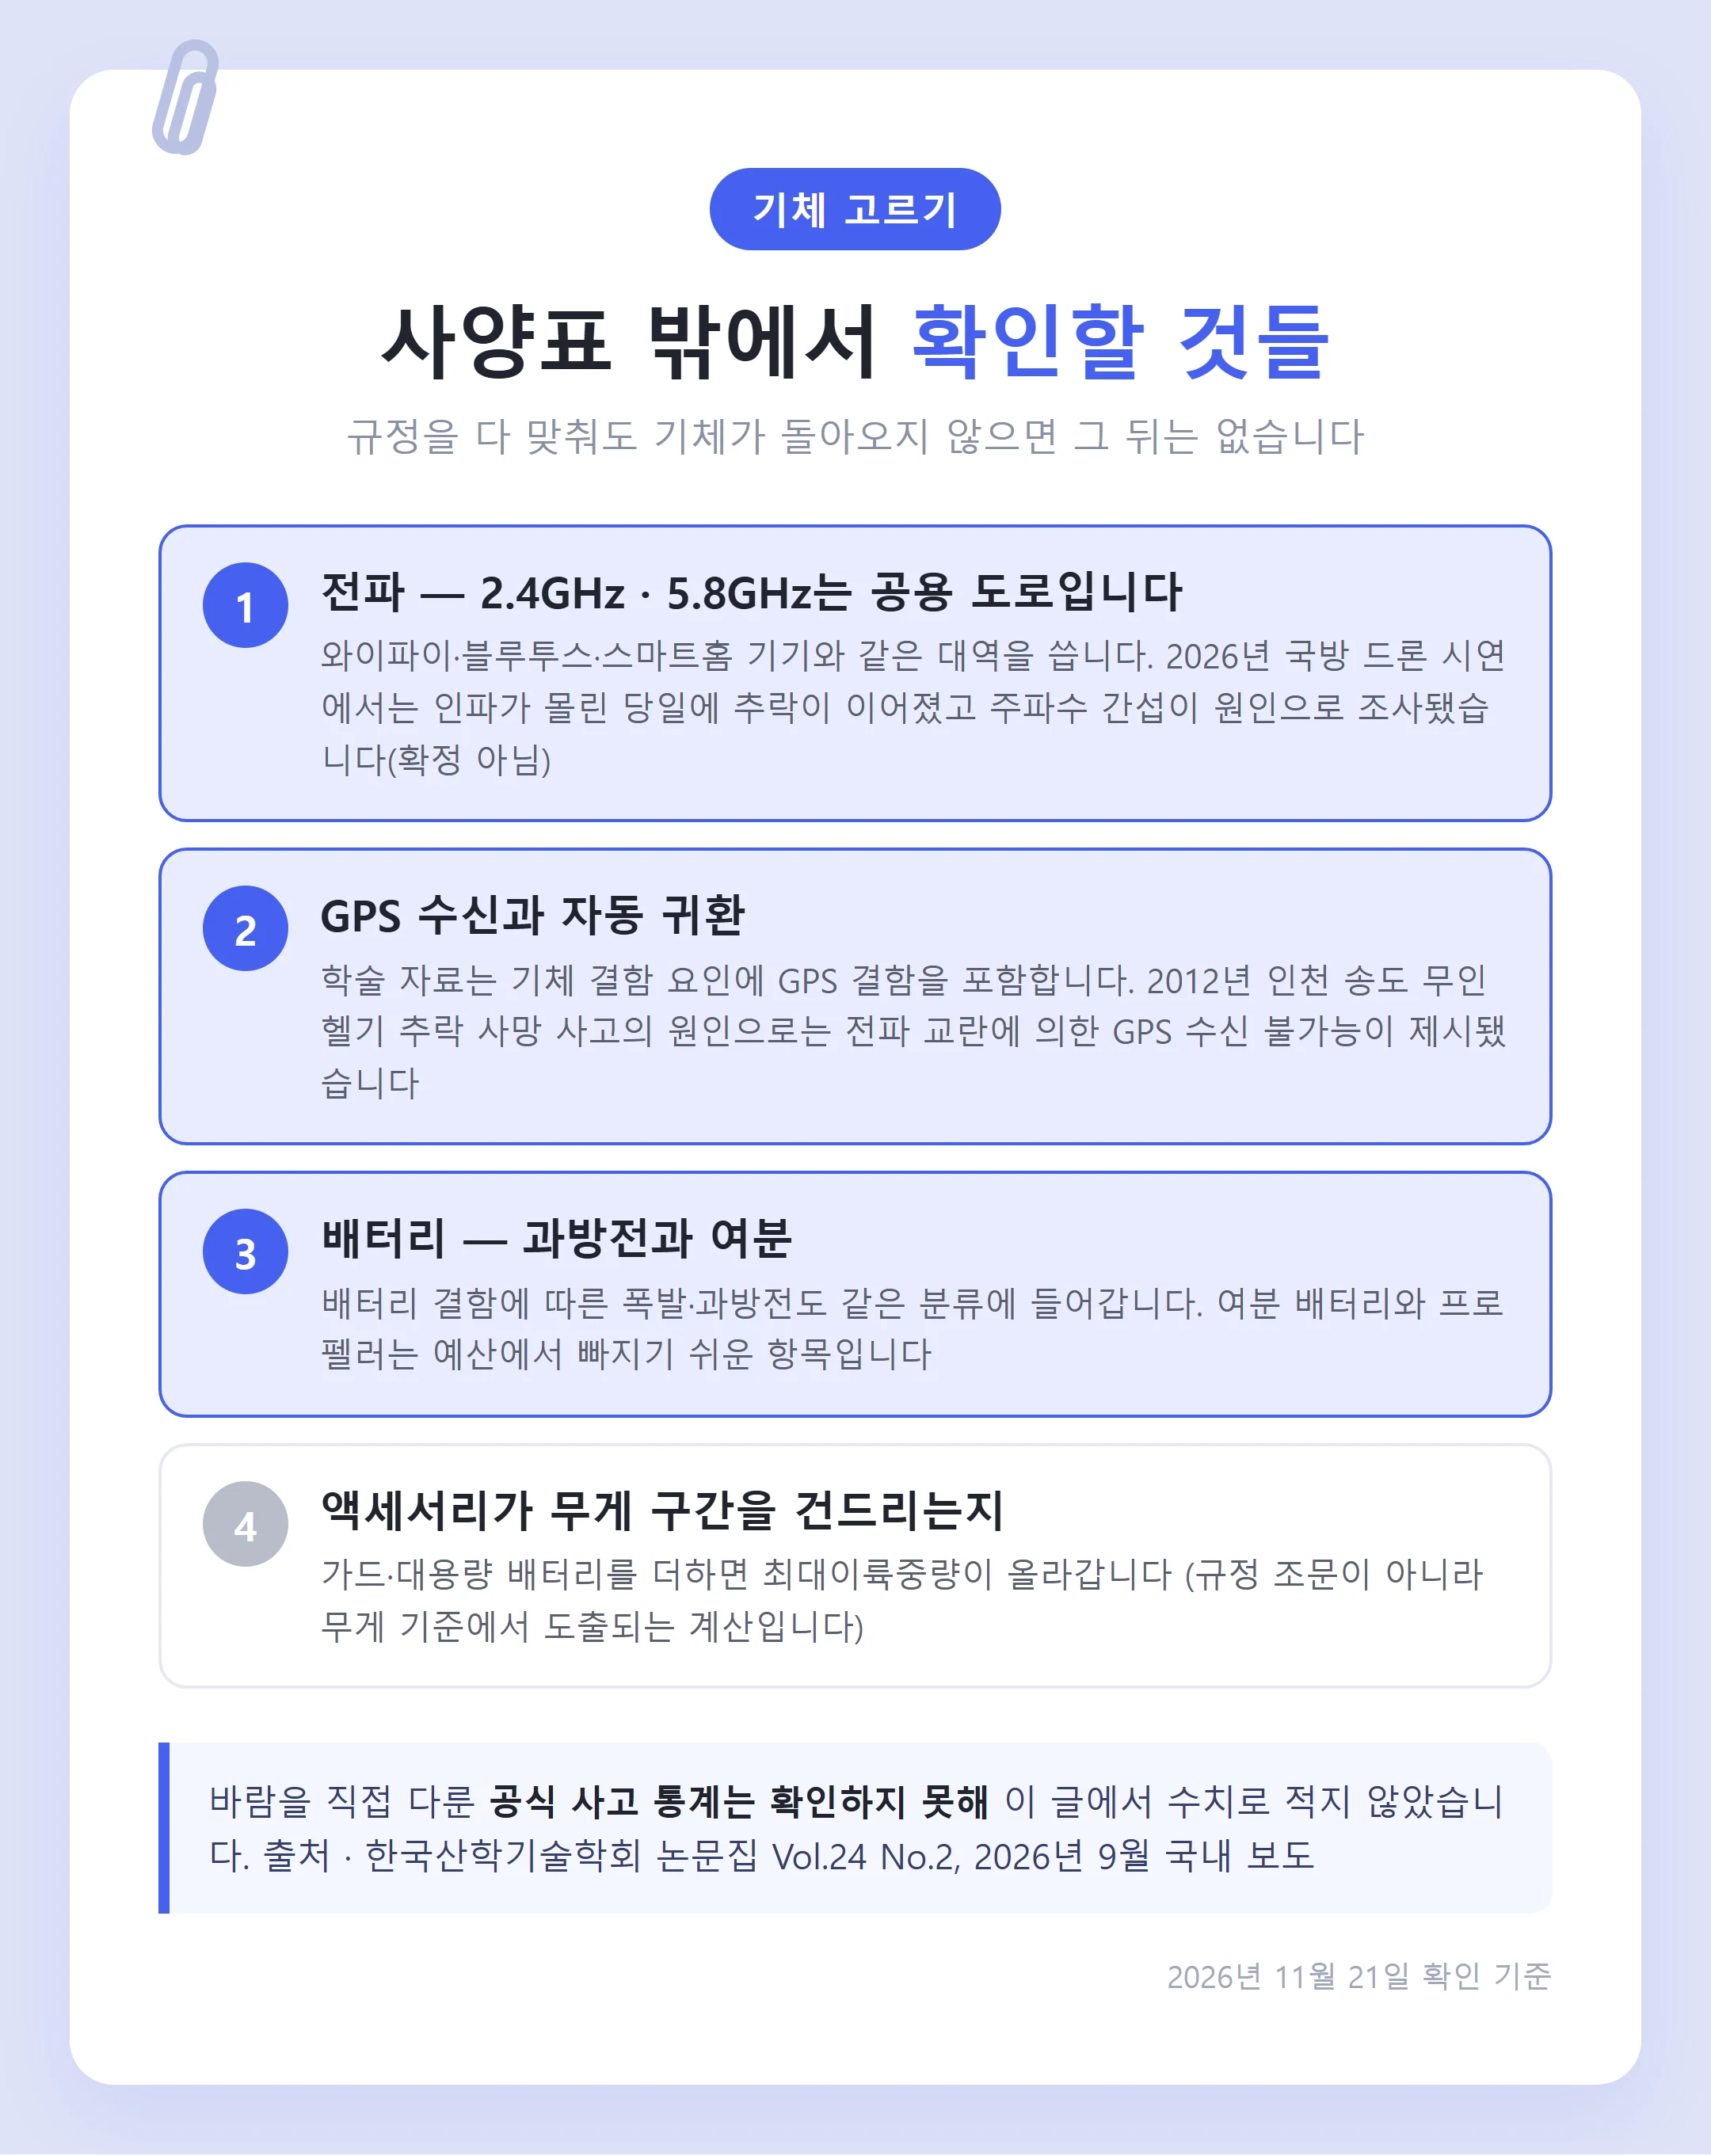 기체 고르기
사양표 밖에서 확인할 것들
규정을 다 맞춰도 기체가 돌아오지 않으면 그 뒤는 없습니다
1
전파 — 2.4GHz · 5.8GHz는 공용 도로입니다
와이파이·블루투스·스마트홈 기기와 같은 대역을 씁니다. 2026년 국방 드론 시연
에서는 인파가 몰린 당일에 추락이 이어졌고 주파수 간섭이 원인으로 조사됐습
니다(확정 아님)
2
GPS 수신과 자동 귀환
학술 자료는 기체 결함 요인에 GPS 결함을 포함합니다. 2012년 인천 송도 무인
헬기 추락 사망 사고의 원인으로는 전파 교란에 의한 GPS 수신 불가능이 제시됐
습니다
3
배터리 — 과방전과 여분
배터리 결함에 따른 폭발·과방전도 같은 분류에 들어갑니다. 여분 배터리와 프로
펠러는 예산에서 빠지기 쉬운 항목입니다
4
액세서리가 무게 구간을 건드리는지
가드·대용량 배터리를 더하면 최대이륙중량이 올라갑니다 (규정 조문이 아니라
무게 기준에서 도출되는 계산입니다)
바람을 직접 다룬 공식 사고 통계는 확인하지 못해 이 글에서 수치로 적지 않았습니
다. 출처 · 한국산학기술학회 논문집 Vol.24 No.2, 2026년 9월 국내 보도
2026년 11월 21일 확인 기준